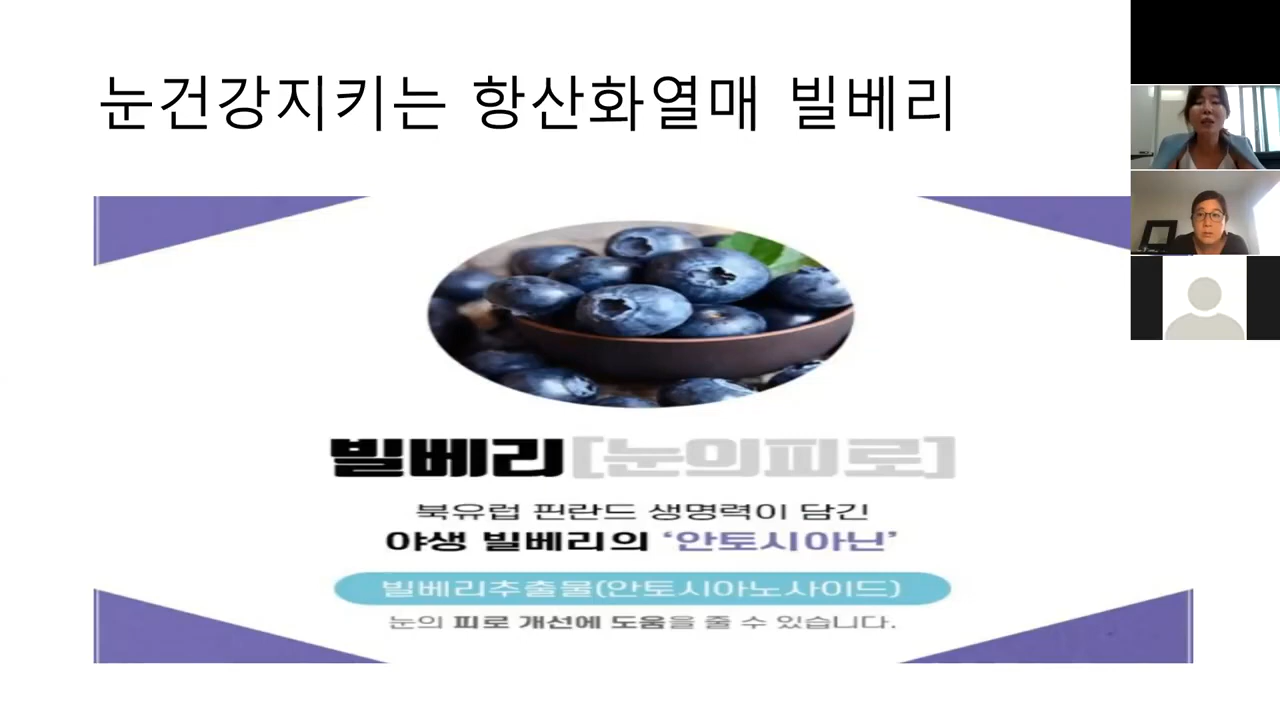 눈건강지키는 항산화열매 빌베리
빌베리[눈의피로]
북유럽 핀란드 생명력이 담긴
야생 빌베리의 ‘안토시아닌’
빌베리추출물(안토시아노사이드)
눈의 피로 개선에 도움을 줄 수 있습니다.